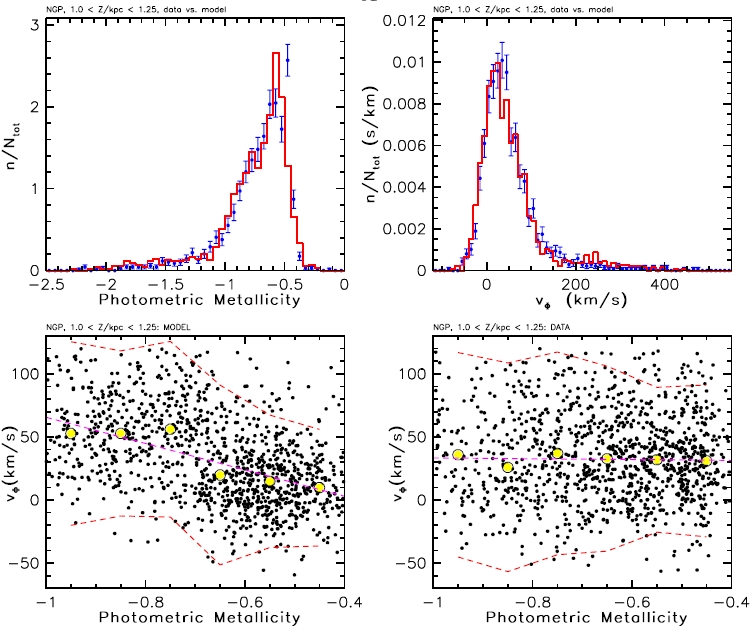 NGP, 1.0 < Z/kpc < 1.25, data vs. model
3
2
1
0
n/N_tot
-2.5 -2 -1.5 -1 -0.5 0
Photometric Metallicity
NGP, 1.0 < Z/kpc < 1.25, data vs. model
0.012
0.01
0.008
0.006
0.004
0.002
0
n/N_tot (s/km)
0 200 400
v_ϕ (km/s)
NGP, 1.0 < Z/kpc < 1.25: MODEL
100
50
0
-50
v_ϕ(km/s)
-1 -0.8 -0.6 -0.4
Photometric Metallicity
NGP, 1.0 < Z/kpc < 1.25: DATA
100
50
0
-50
v_ϕ(km/s)
-1 -0.8 -0.6 -0.4
Photometric Metallicity